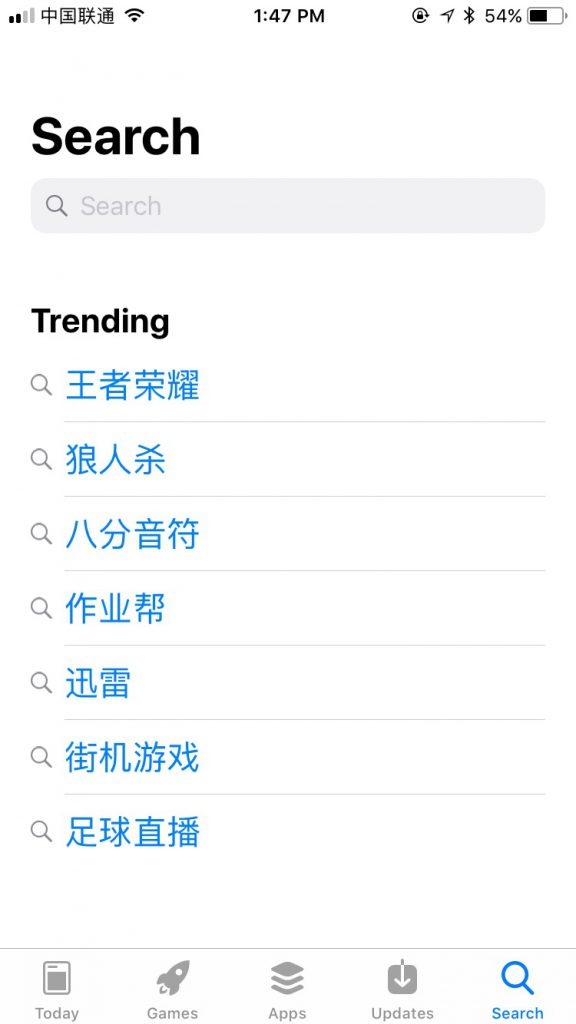 中国联通 1:47 PM 54%
Search
Search
Trending
王者荣耀
狼人杀
八分音符
作业帮
迅雷
街机游戏
足球直播
Today Games Apps Updates Search